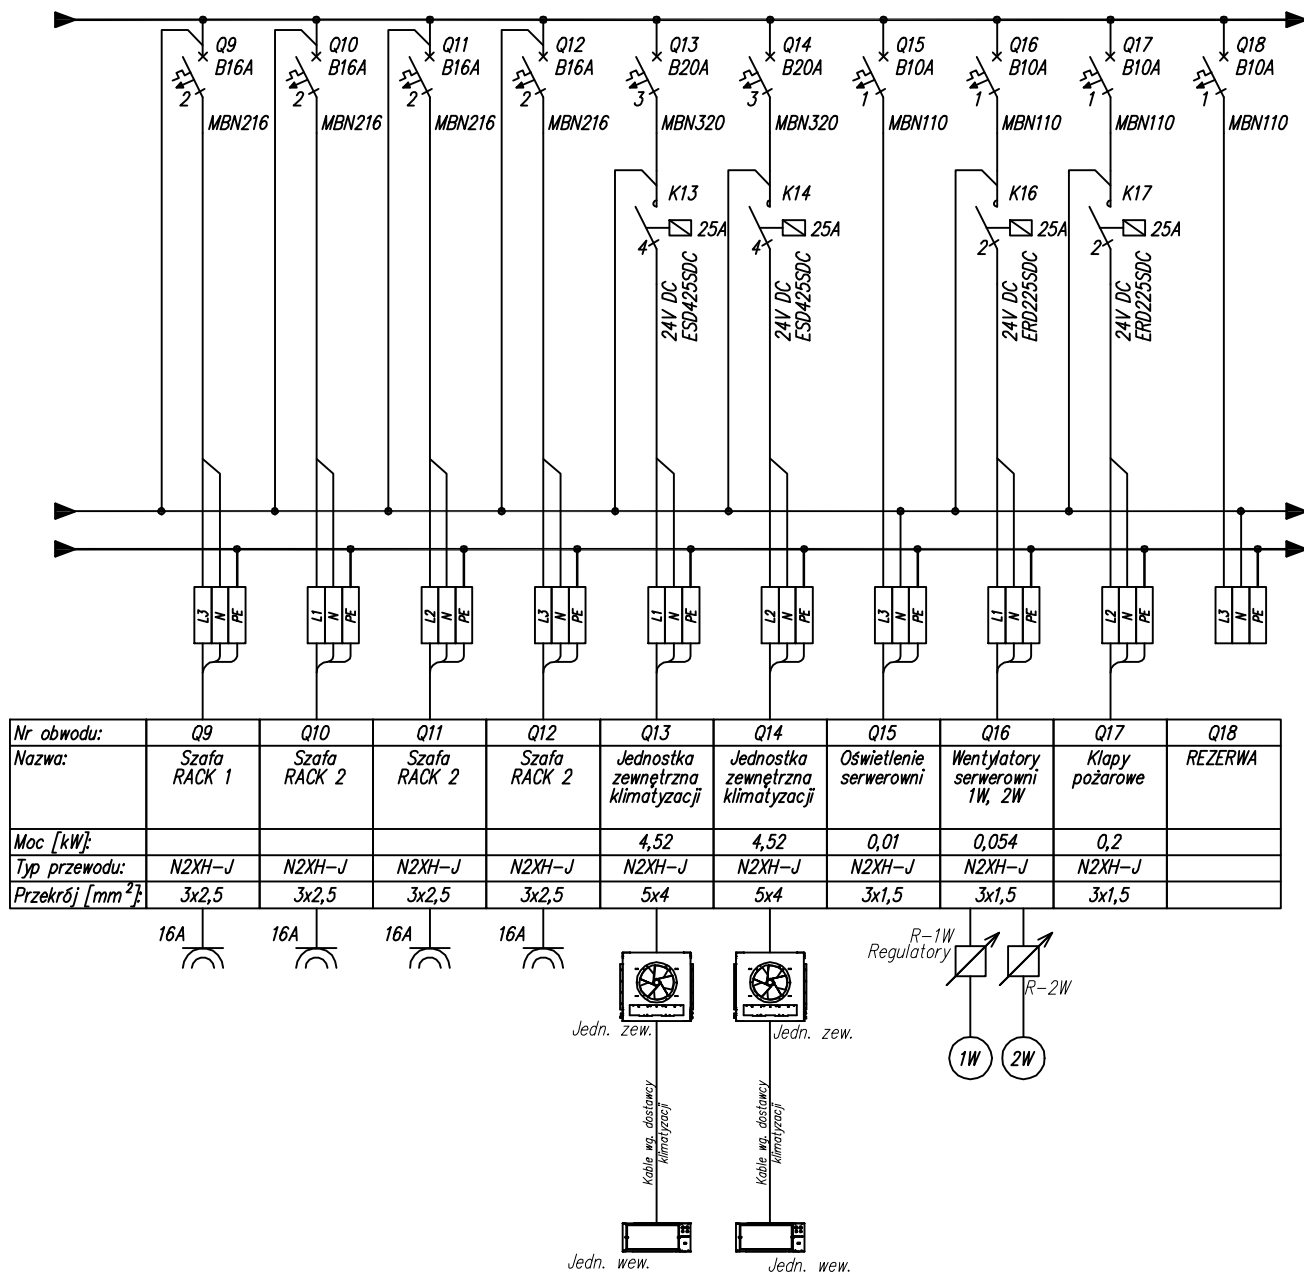 Q9 Q10 Q11 Q12 Q13 Q14 Q15 Q16 Q17 Q18
B16A B16A B16A B16A B20A B20A B10A B10A B10A B10A
2 2 2 2 3 3 1 1 1 1
MBN216 MBN216 MBN216 MBN216 MBN320 MBN320 MBN110 MBN110 MBN110 MBN110
K13 K14 K16 K17
25A 25A 25A 25A
4 4 2 2
24V DC
ESD425SDC
24V DC
ESD425SDC
24V DC
ERD225SDC
24V DC
ERD225SDC
L3 N PE L1 N PE L2 N PE L3 N PE L1 N PE L2 N PE L3 N PE L1 N PE L2 N PE L3 N PE
Nr obwodu: Q9 Q10 Q11 Q12 Q13 Q14 Q15 Q16 Q17 Q18
Nazwa: Szafa Szafa Szafa Szafa Jednostka Jednostka Oświetlenie Wentylatory Klapy REZERWA
RACK 1 RACK 2 RACK 2 RACK 2 zewnętrzna zewnętrzna serwerowni serwerowni pożarowe
klimatyzacji klimatyzacji 1W, 2W
Moc [kW]: 4,52 4,52 0,01 0,054 0,2
Typ przewodu: N2XH-J N2XH-J N2XH-J N2XH-J N2XH-J N2XH-J N2XH-J N2XH-J N2XH-J
Przekrój [mm²]: 3x2,5 3x2,5 3x2,5 3x2,5 5x4 5x4 3x1,5 3x1,5 3x1,5
16A 16A 16A 16A
R-1W
Regulatory
R-2W
Jedn. zew. Jedn. zew.
1W 2W
Kable wg. dostawcy
klimatyzacji
Kable wg. dostawcy
klimatyzacji
Jedn. wew. Jedn. wew.